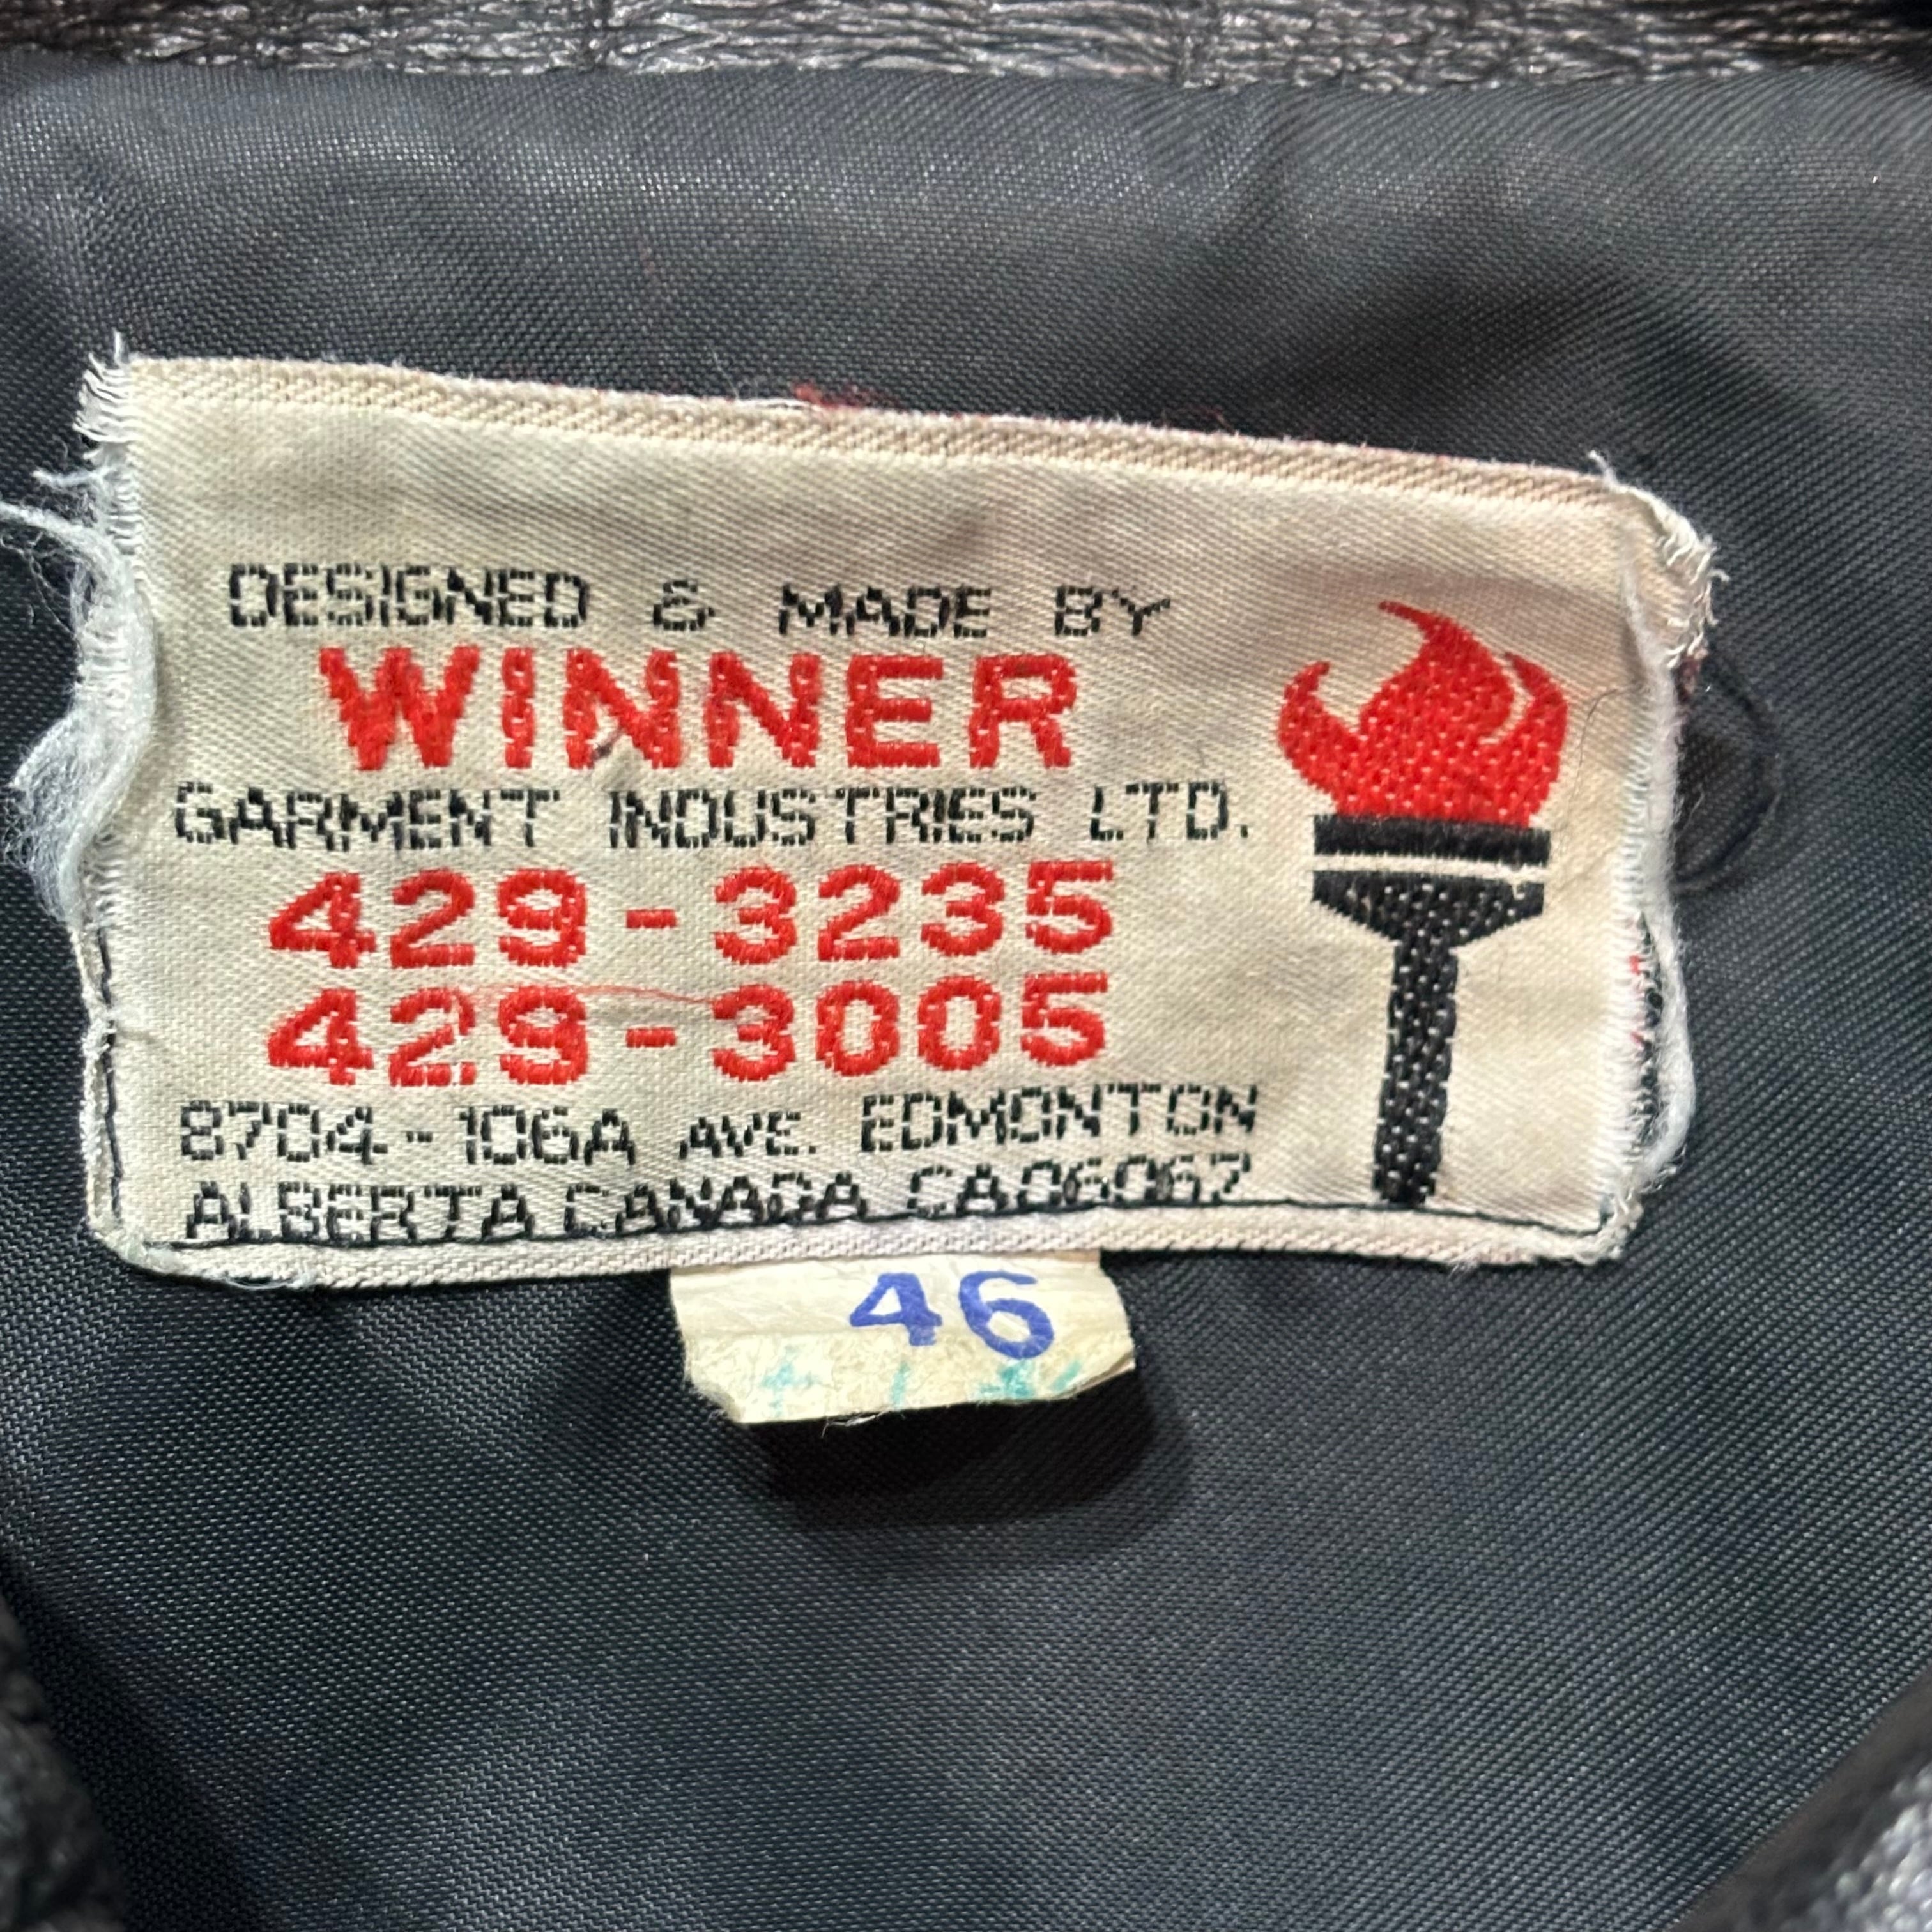 DESIGNED & MADE BY
WINNER
GARMENT INDUSTRIES LTD.
429-3235
429-3005
8704-106A AVE. EDMONTON
ALBERTA CANADA CA06067
46